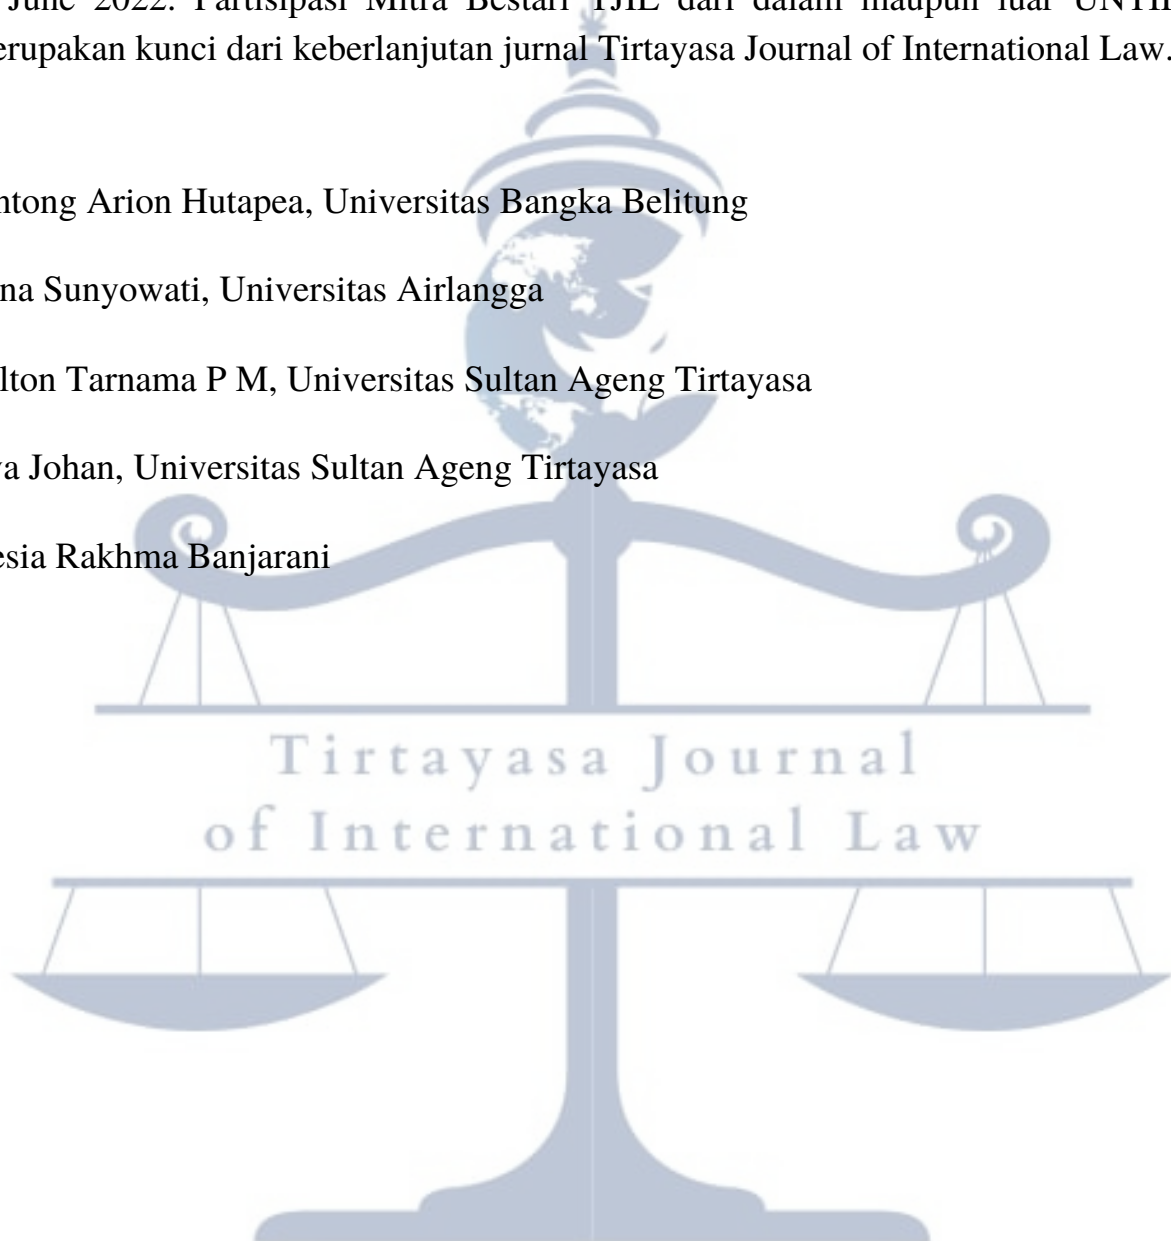 June 2022. Partisipasi Mitra Bestari TJIL dari dalam maupun luar
erupakan kunci dari keberlanjutan jurnal Tirtayasa Journal of International Law.
ntong Arion Hutapea, Universitas Bangka Belitung
na Sunyowati, Universitas Airlangga
lton Tarnama P M, Universitas Sultan Ageng Tirtayasa
a Johan, Universitas Sultan Ageng Tirtayasa
esia Rakhma Banjarani
Tirtayasa Journal
of International Law